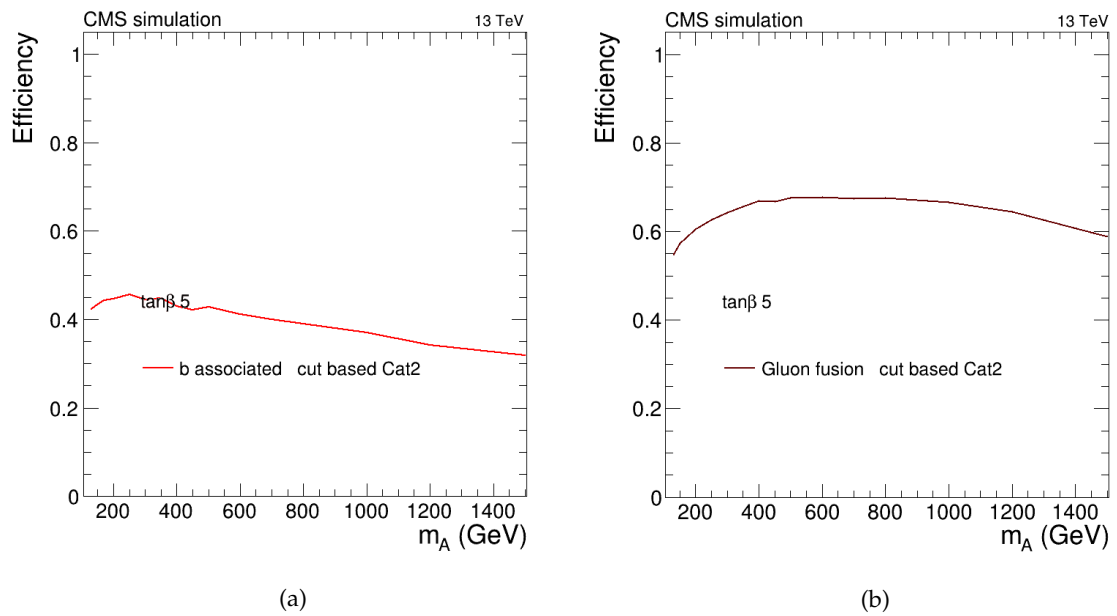 CMS simulation 13 TeV
Efficiency
1
0.8
0.6
0.4
0.2
0
tanβ 5
b associated cut based Cat2
200 400 600 800 1000 1200 1400
m_A (GeV)
(a)
CMS simulation 13 TeV
Efficiency
1
0.8
0.6
0.4
0.2
0
tanβ 5
Gluon fusion cut based Cat2
200 400 600 800 1000 1200 1400
m_A (GeV)
(b)